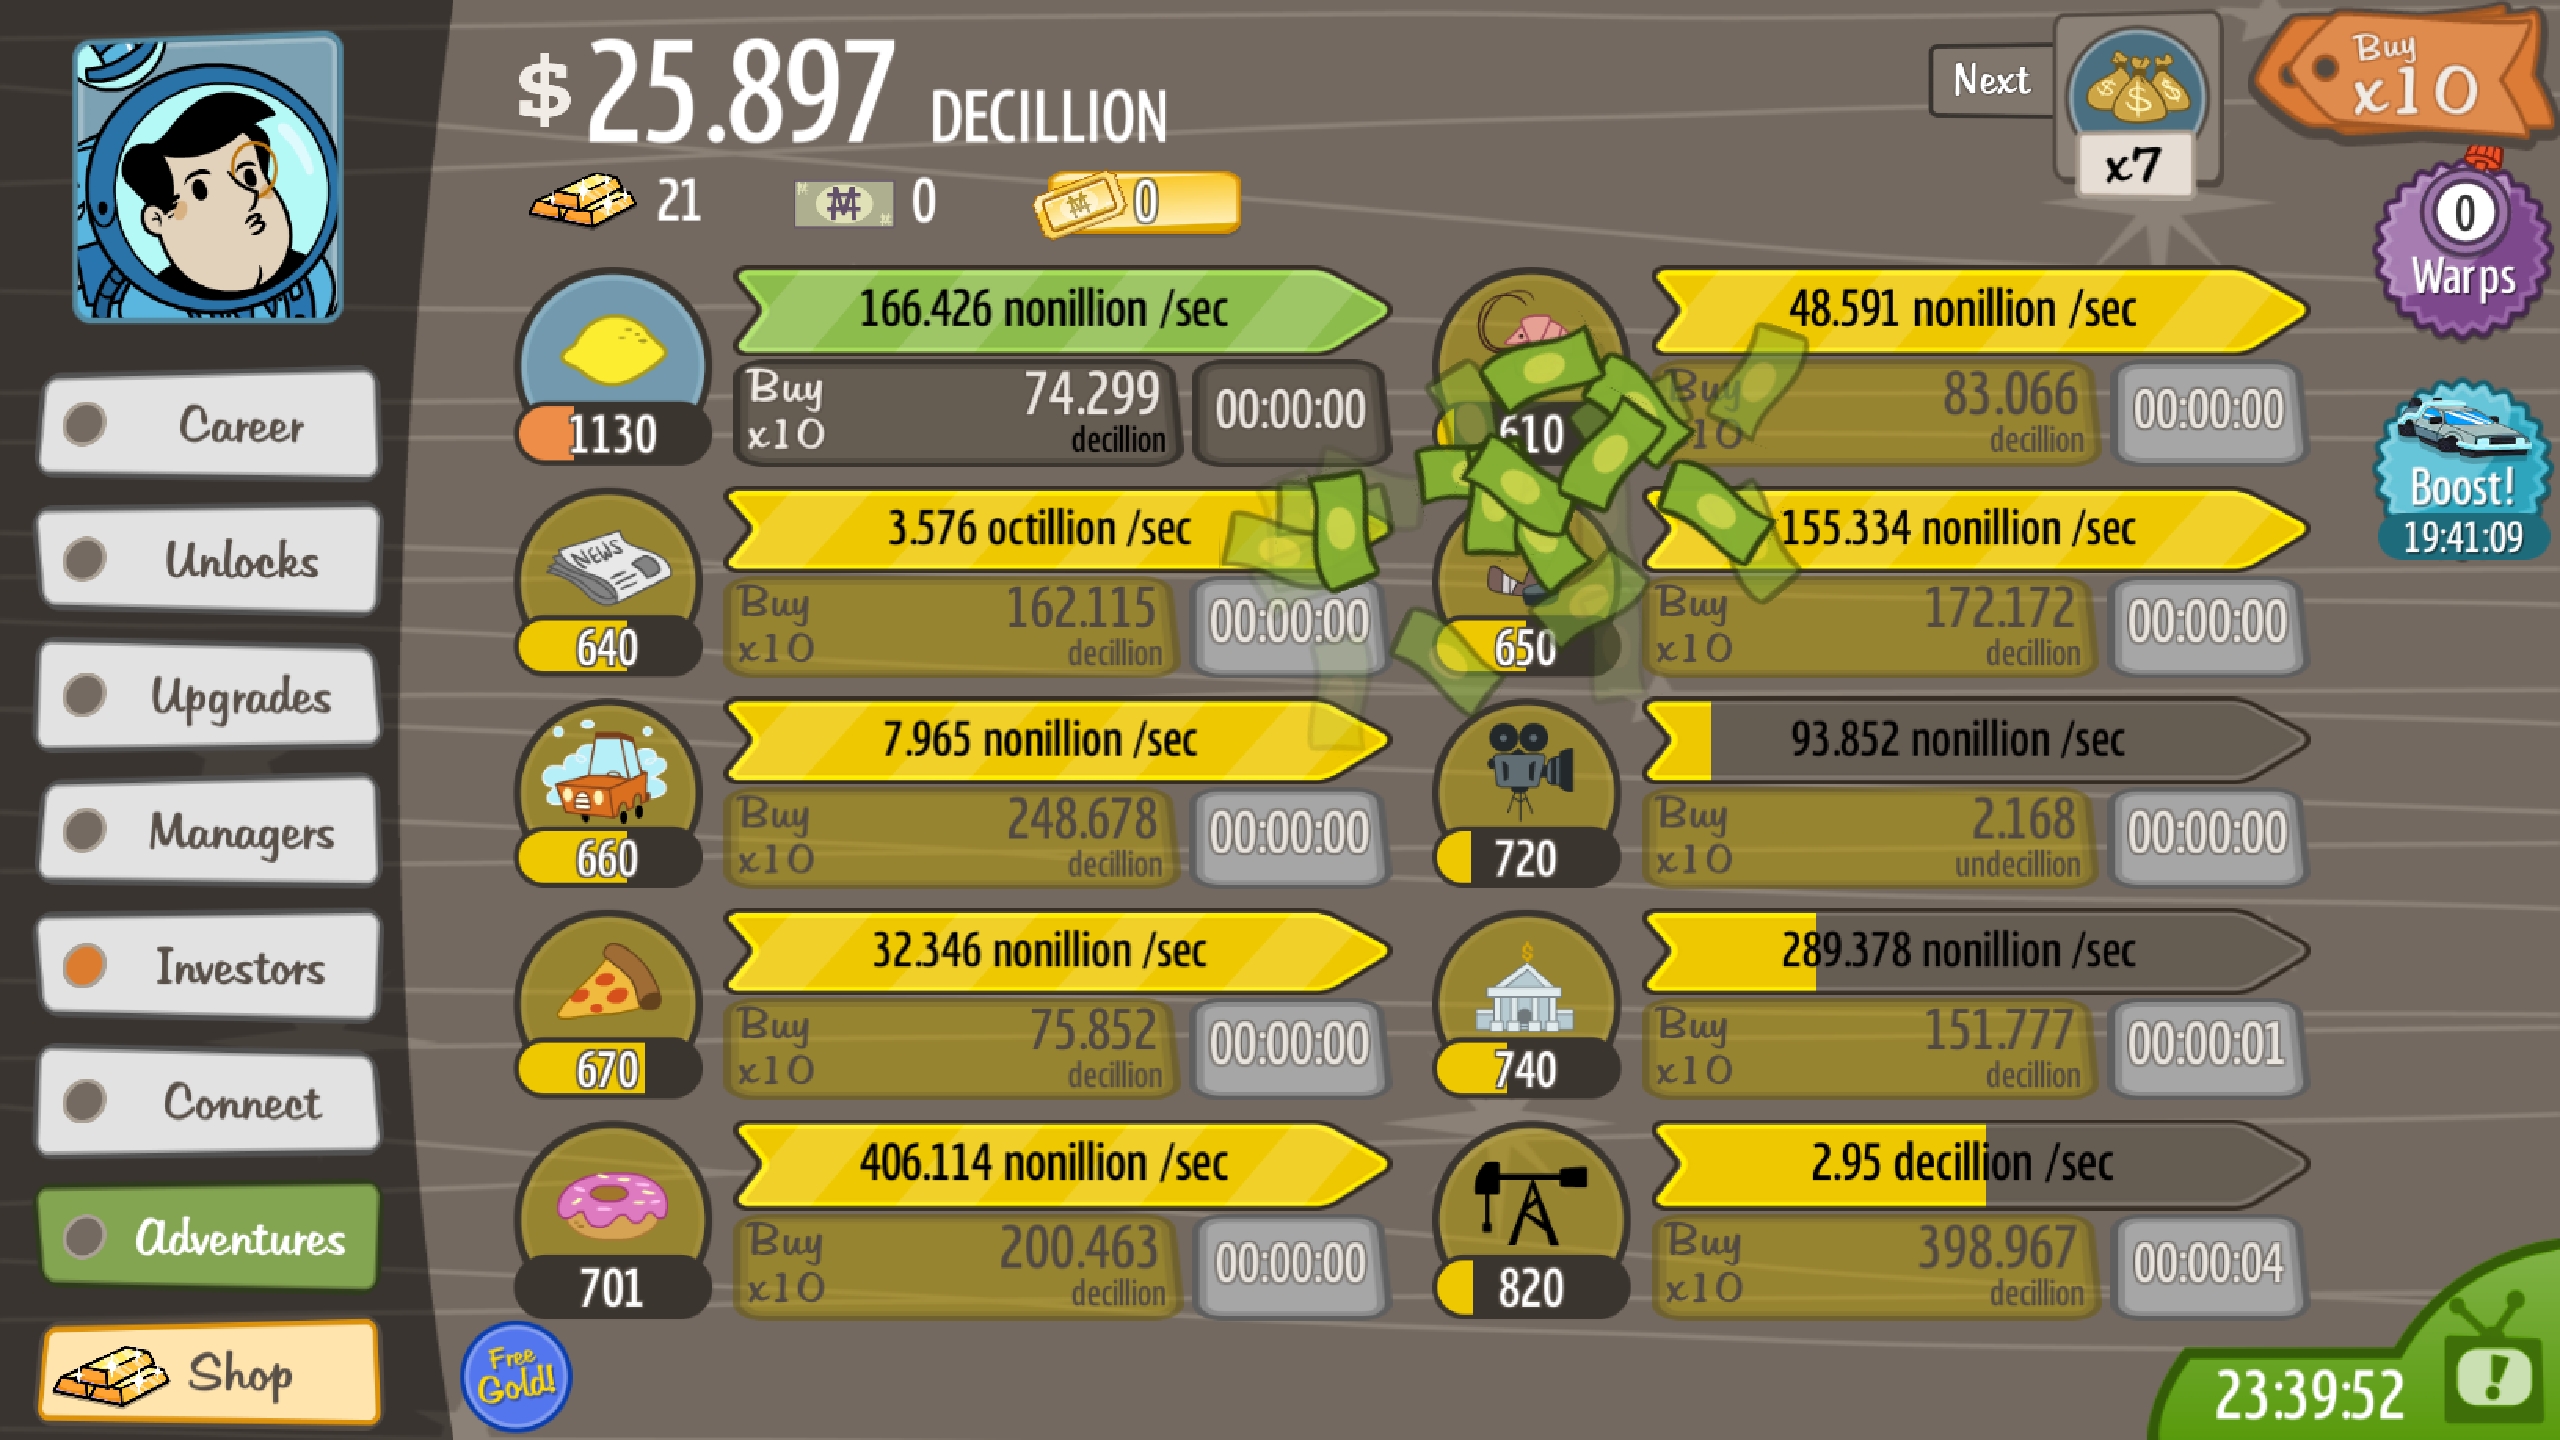 $ 25.897 DECILLION
21
0
0
Next
x7
Buy
x10
0
Warps
Boost!
19:41:09
Career
Unlocks
Upgrades
Managers
Investors
Connect
Adventures
Shop
Free
Gold!
166.426 nonillion /sec
1130
Buy
x10
74.299
decillion
00:00:00
NEWS
3.576 octillion /sec
640
Buy
x10
162.115
decillion
00:00:00
7.965 nonillion /sec
660
Buy
x10
248.678
decillion
00:00:00
32.346 nonillion /sec
670
Buy
x10
75.852
decillion
00:00:00
406.114 nonillion /sec
701
Buy
x10
200.463
decillion
00:00:00
48.591 nonillion /sec
610
Buy
x10
83.066
decillion
00:00:00
155.334 nonillion /sec
650
Buy
x10
172.172
decillion
00:00:00
93.852 nonillion /sec
720
Buy
x10
2.168
undecillion
00:00:00
289.378 nonillion /sec
740
Buy
x10
151.777
decillion
00:00:01
2.95 decillion /sec
820
Buy
x10
398.967
decillion
00:00:04
23:39:52